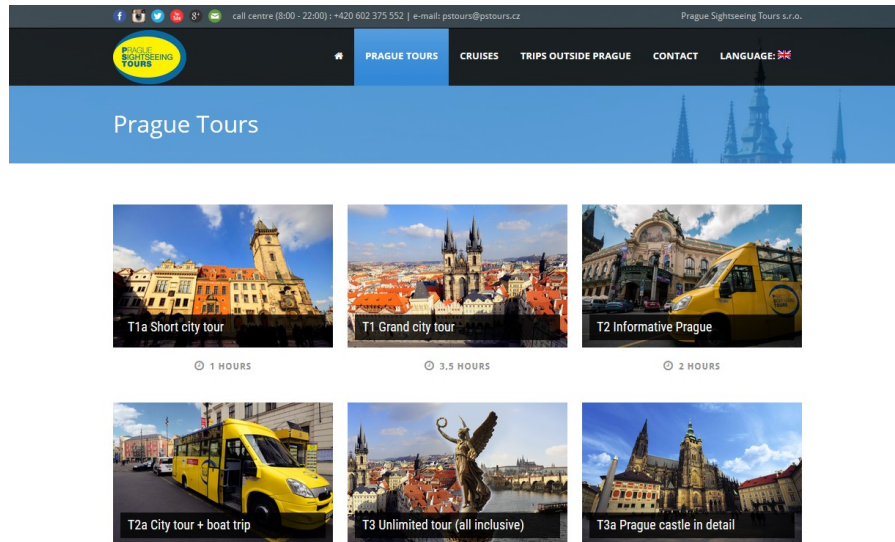 call centre (8:00 - 22:00) : +420 602 375 552 | e-mail: pstours@pstours.cz
Prague Sightseeing Tours s.r.o.
PRAGUE
SIGHTSEEING
TOURS
PRAGUE TOURS
CRUISES
TRIPS OUTSIDE PRAGUE
CONTACT
LANGUAGE:
Prague Tours
T1a Short city tour
T1 Grand city tour
T2 Informative Prague
1 HOURS
3,5 HOURS
2 HOURS
T2a City tour + boat trip
T3 Unlimited tour (all inclusive)
T3a Prague castle in detail